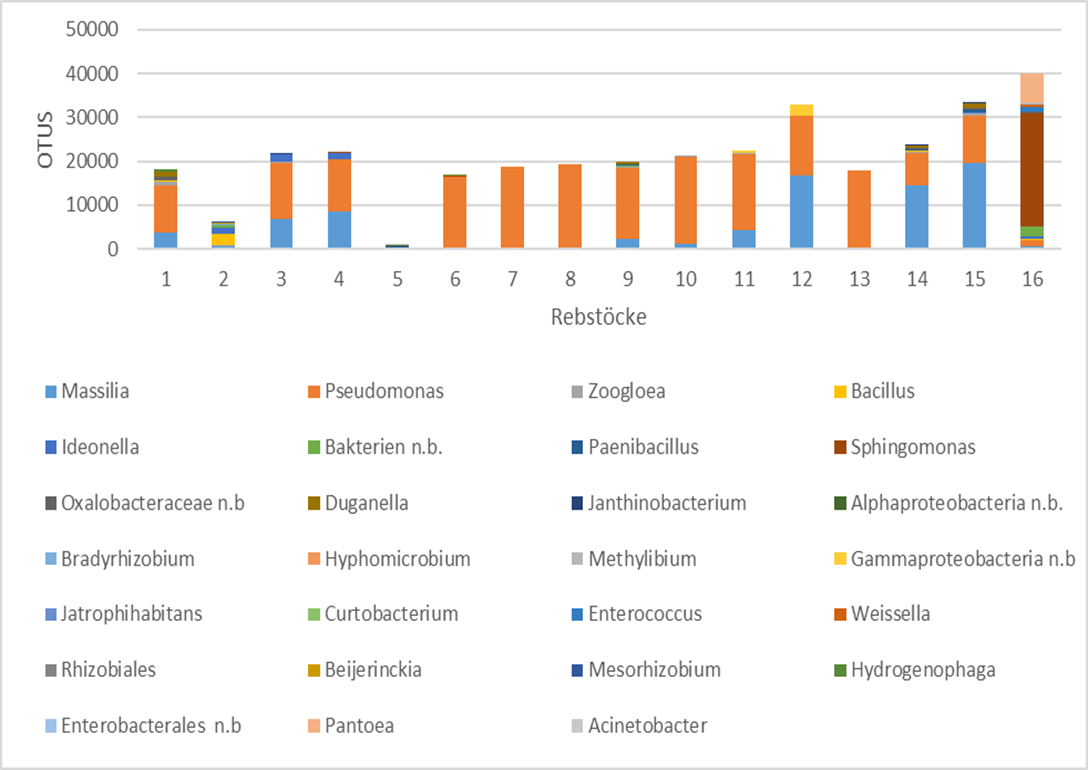 50000
40000
30000
20000
10000
0
OTUS
1 2 3 4 5 6 7 8 9 10 11 12 13 14 15 16
Rebstöcke
Massilia Pseudomonas Zoogloea Bacillus
Ideonella Bakterien n.b. Paenibacillus Sphingomonas
Oxalobacteraceae n.b Duganella Janthinobacterium Alphaproteobacteria n.b.
Bradyrhizobium Hyphomicrobium Methylibium Gammaproteobacteria n.b
Jatrophihabitans Curtobacterium Enterococcus Weissella
Rhizobiales Beijerinckia Mesorhizobium Hydrogenophaga
Enterobacterales n.b Pantoea Acinetobacter